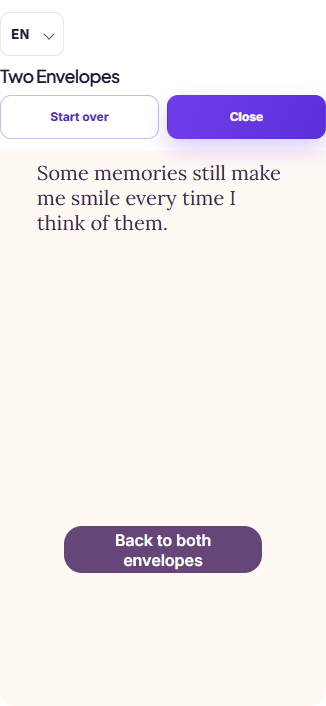 EN
Two Envelopes
Start over
Close
Some memories still make
me smile every time I
think of them.
Back to both
envelopes